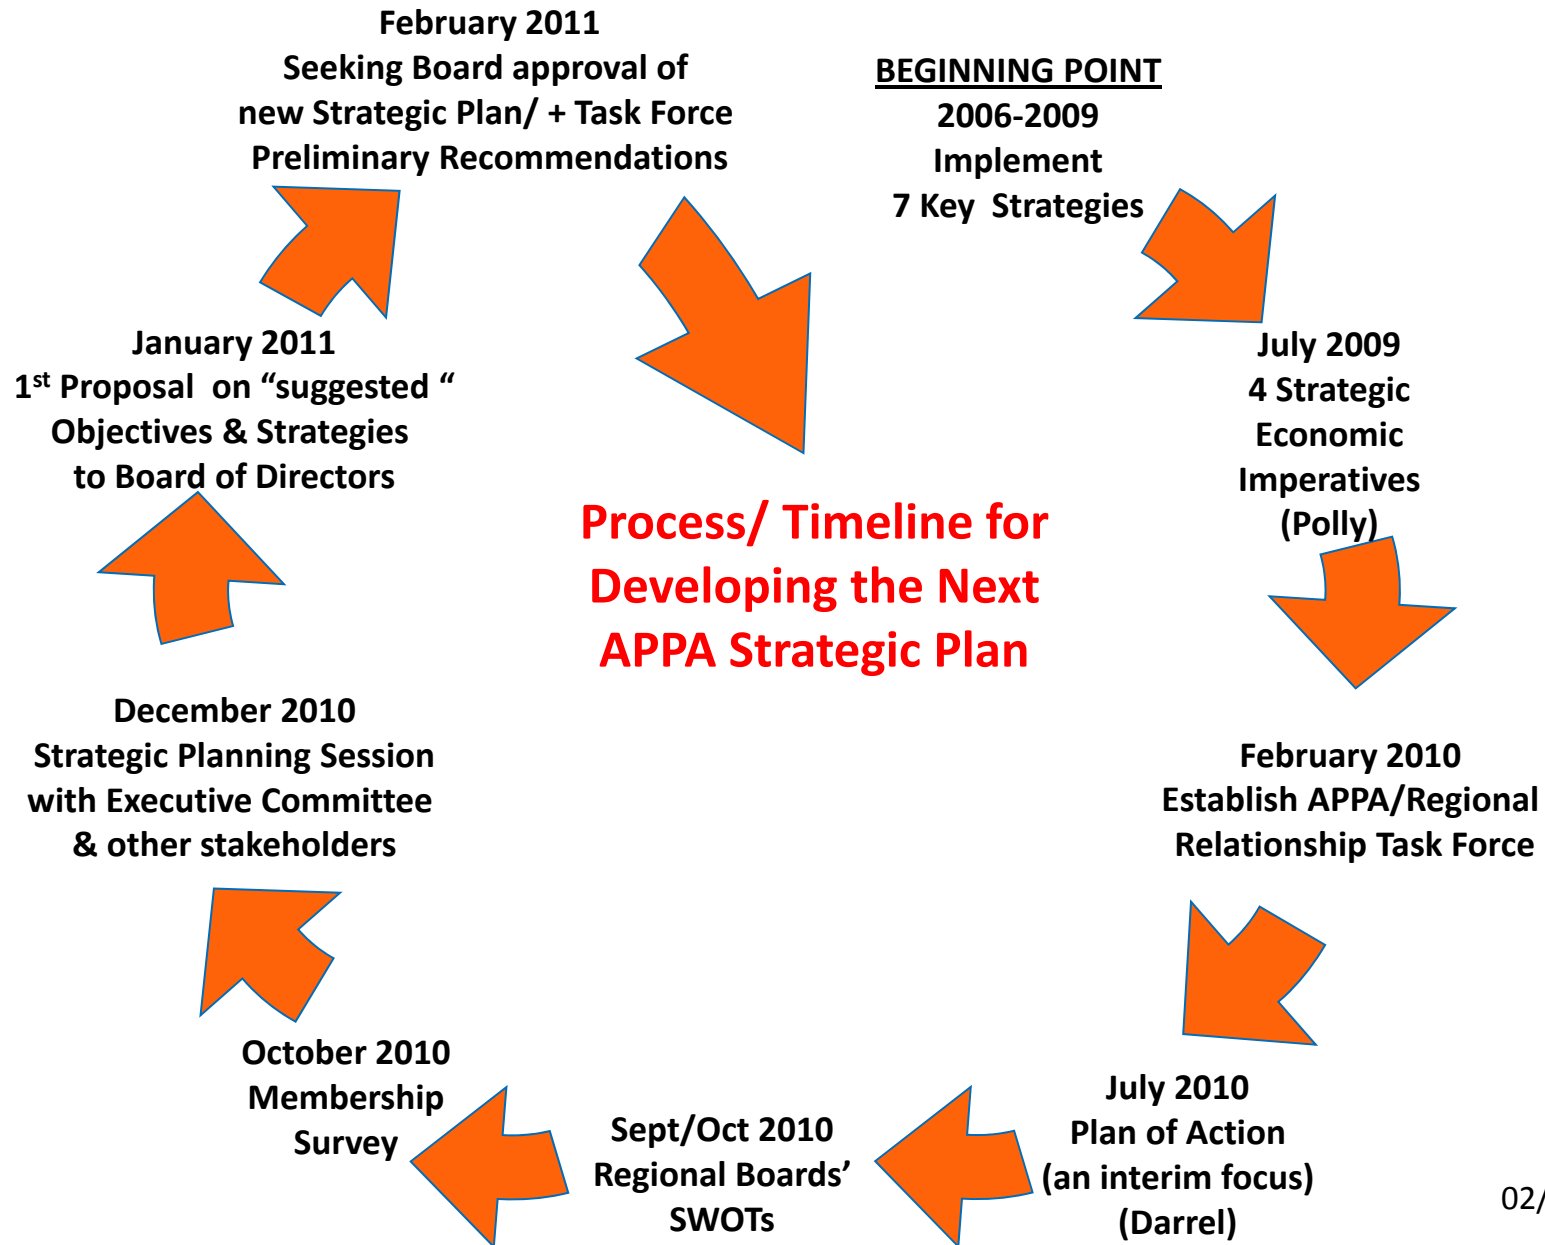 February 2011
Seeking Board approval of
new Strategic Plan/ + Task Force
Preliminary Recommendations
BEGINNING POINT
2006-2009
Implement
7 Key  Strategies
July 2009
4 Strategic
Economic
Imperatives
(Polly)
February 2010
Establish APPA/Regional
Relationship Task Force
July 2010
Plan of Action
(an interim focus)
(Darrel)
Sept/Oct 2010
Regional Boards’
SWOTs
October 2010
Membership
Survey
December 2010
Strategic Planning Session
with Executive Committee
& other stakeholders
January 2011
1st Proposal  on “suggested “
Objectives & Strategies
to Board of Directors
Process/ Timeline for
Developing the Next
APPA Strategic Plan
02/